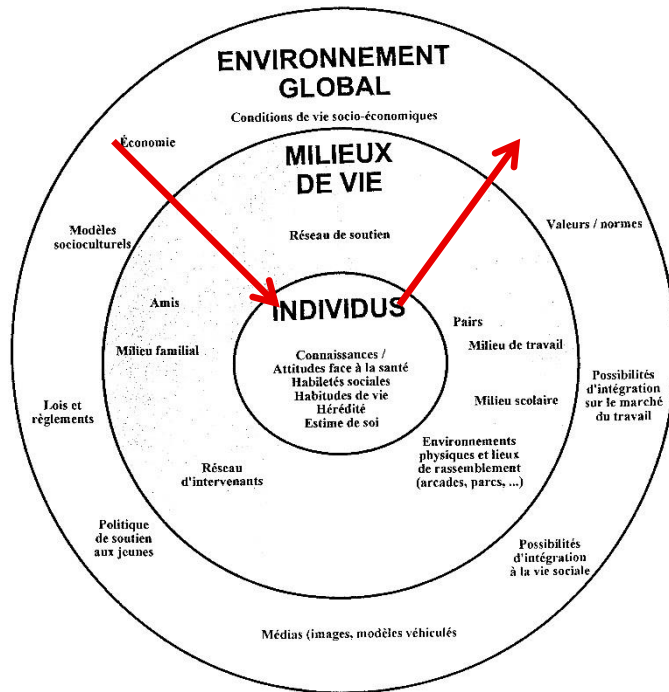 ENVIRONNEMENT
GLOBAL
Conditions de vie socio-économiques
Économie
MILIEUX
DE VIE
Modèles
socioculturels
Valeurs / normes
Réseau de soutien
Amis
INDIVIDUS
Pairs
Milieu familial
Milieu de travail
Connaissances /
Attitudes face à la santé
Habiletés sociales
Habitudes de vie
Hérédité
Estime de soi
Possibilités
d'intégration
sur le marché
du travail
Milieu scolaire
Lois et
règlements
Environnements
physiques et lieux
de rassemblement
(arcades, parcs, ...)
Réseau
d'intervenants
Politique
de soutien
aux jeunes
Possibilités
d'intégration
à la vie sociale
Médias (images, modèles véhiculés